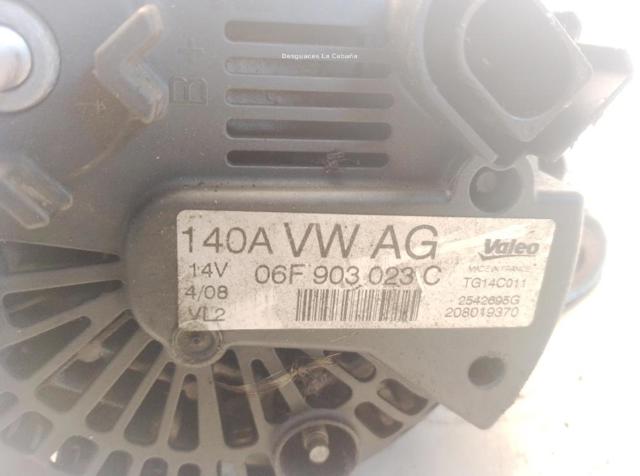 Desguaces La Cabaña
B+
140A VW AG Valeo
14V 06F 903 023 C MADE IN FRANCE
TG14C011
4/08 2542695G
VL2 208019370